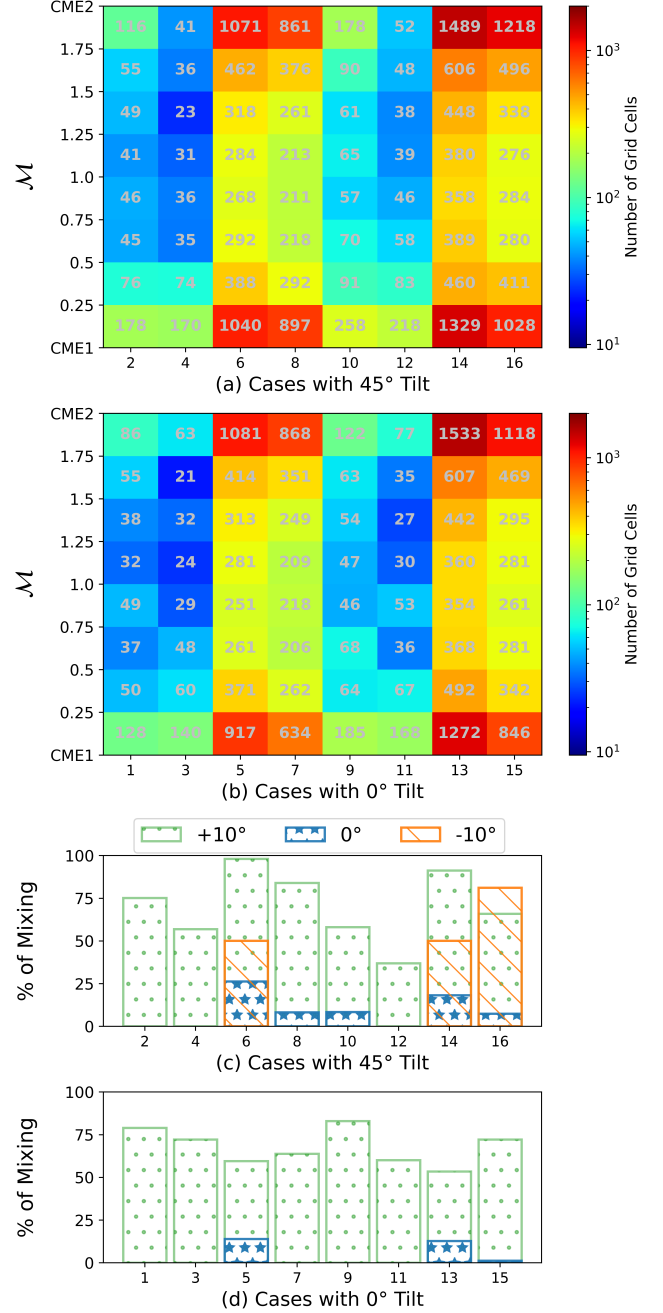 CME2 116 41 1071 861 178 52 1489 1218
1.75
55 36 462 376 90 48 606 496
1.5
49 23 318 261 61 38 448 338
1.25
41 31 284 213 65 39 380 276
1.0
46 36 268 211 57 46 358 284
0.75
45 35 292 218 70 58 389 280
0.5
76 74 388 292 91 83 460 411
0.25
178 170 1040 897 258 218 1329 1028
CME1
ℳ
2 4 6 8 10 12 14 16
(a) Cases with 45° Tilt
10³
10²
10¹
Number of Grid Cells
CME2
86 63 1081 868 122 77 1533 1118
1.75
55 21 414 351 63 35 607 469
1.5
38 32 313 249 54 27 442 295
1.25
32 24 281 209 47 30 360 281
1.0
49 29 251 218 46 53 354 261
0.75
37 48 261 206 68 36 368 281
0.5
50 60 371 262 64 67 492 342
0.25
128 140 917 634 185 168 1272 846
CME1
ℳ
1 3 5 7 9 11 13 15
(b) Cases with 0° Tilt
10³
10²
10¹
Number of Grid Cells
+10° 0° -10°
100
75
50
25
0
% of Mixing
2 4 6 8 10 12 14 16
(c) Cases with 45° Tilt
100
75
50
25
0
% of Mixing
1 3 5 7 9 11 13 15
(d) Cases with 0° Tilt